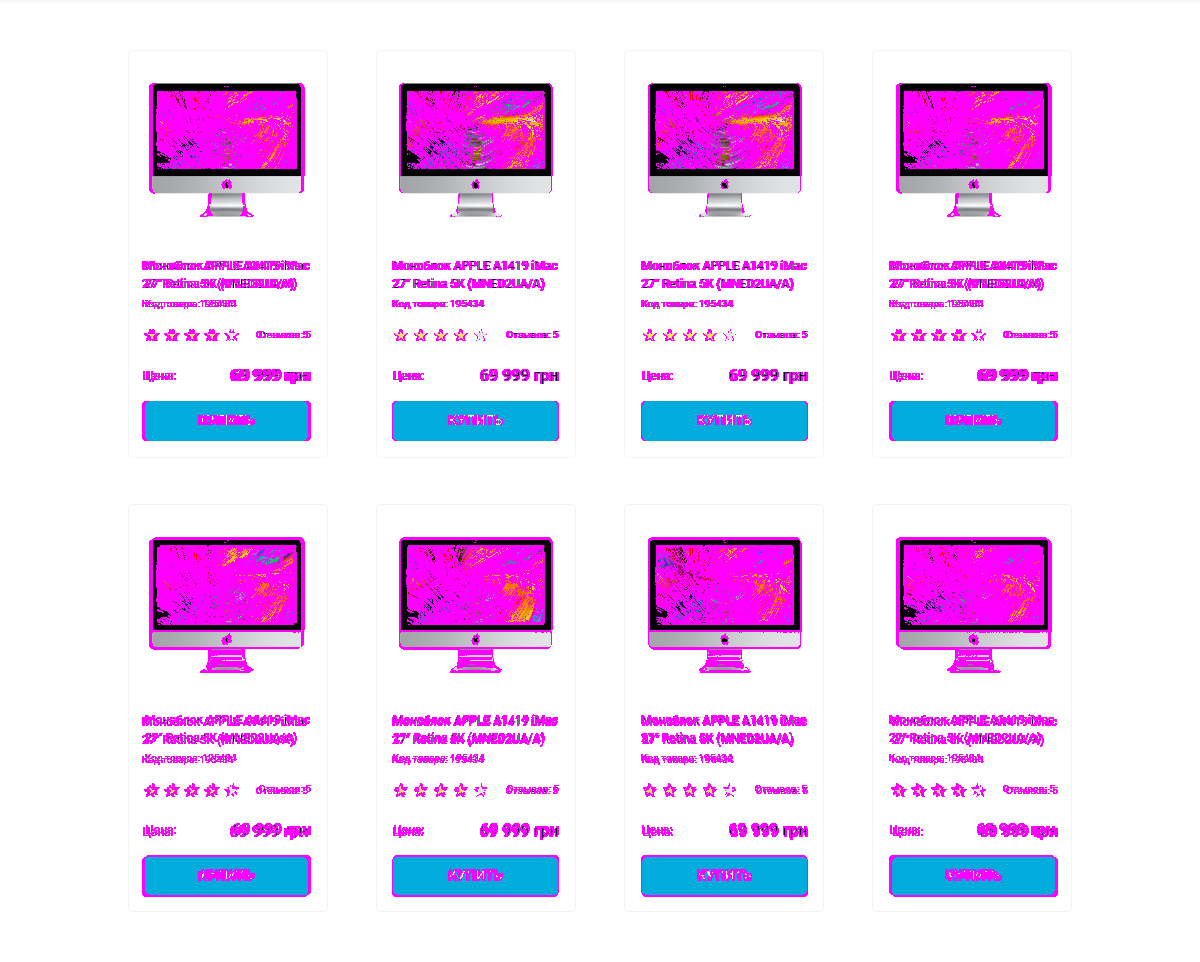 Моноблок APPLE A1419 iMac
27" Retina 5K (MNED2UA/A)
Код товара: 195434
Отзывов: 5
Цена: 69 999 грн
КУПИТЬ
Моноблок APPLE A1419 iMac
27" Retina 5K (MNED2UA/A)
Код товара: 195434
Отзывов: 5
Цена: 69 999 грн
КУПИТЬ
Моноблок APPLE A1419 iMac
27" Retina 5K (MNED2UA/A)
Код товара: 195434
Отзывов: 5
Цена: 69 999 грн
КУПИТЬ
Моноблок APPLE A1419 iMac
27" Retina 5K (MNED2UA/A)
Код товара: 195434
Отзывов: 5
Цена: 69 999 грн
КУПИТЬ
Моноблок APPLE A1419 iMac
27" Retina 5K (MNED2UA/A)
Код товара: 195434
Отзывов: 5
Цена: 69 999 грн
КУПИТЬ
Моноблок APPLE A1419 iMac
27" Retina 5K (MNED2UA/A)
Код товара: 195434
Отзывов: 5
Цена: 69 999 грн
КУПИТЬ
Моноблок APPLE A1419 iMac
27" Retina 5K (MNED2UA/A)
Код товара: 195434
Отзывов: 5
Цена: 69 999 грн
КУПИТЬ
Моноблок APPLE A1419 iMac
27" Retina 5K (MNED2UA/A)
Код товара: 195434
Отзывов: 5
Цена: 69 999 грн
КУПИТЬ